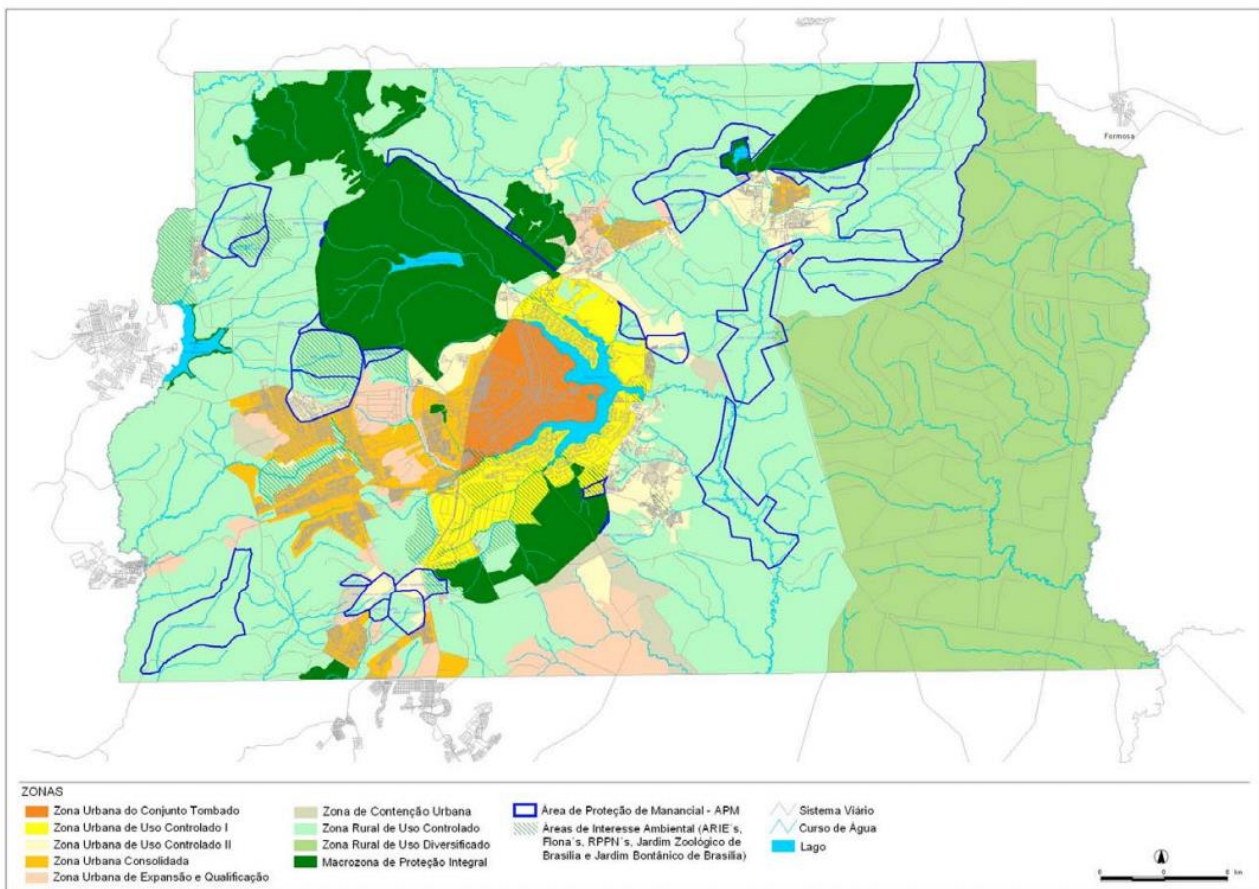 Formosa
ZONAS
Zona Urbana do Conjunto Tombado
Zona Urbana de Uso Controlado I
Zona Urbana de Uso Controlado II
Zona Urbana Consolidada
Zona Urbana de Expansão e Qualificação
Zona de Contenção Urbana
Zona Rural de Uso Controlado
Zona Rural de Uso Diversificado
Macrozona de Proteção Integral
Área de Proteção de Manancial - APM
Áreas de Interesse Ambiental (ARIE´s,
Flona´s, RPPN´s, Jardim Zoológico de
Brasília e Jardim Bontânico de Brasília)
Sistema Viário
Curso de Água
Lago
km